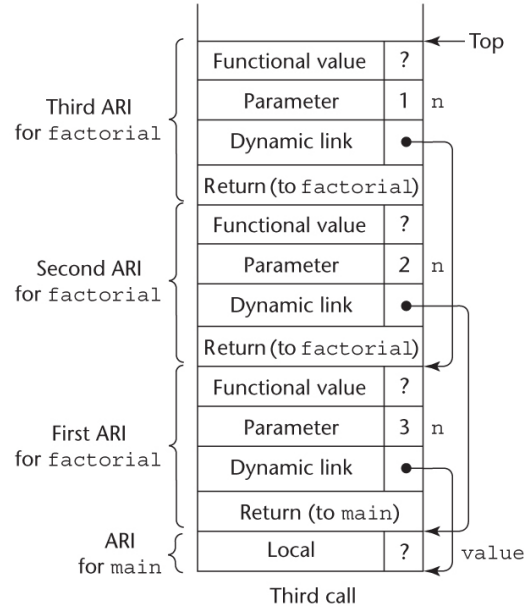 Top
Functional value ?
Third ARI
for factorial
Parameter 1 n
Dynamic link
Return (to factorial)
Functional value ?
Second ARI
for factorial
Parameter 2 n
Dynamic link
Return (to factorial)
Functional value ?
First ARI
for factorial
Parameter 3 n
Dynamic link
Return (to main)
ARI
for main
Local ? value
Third call